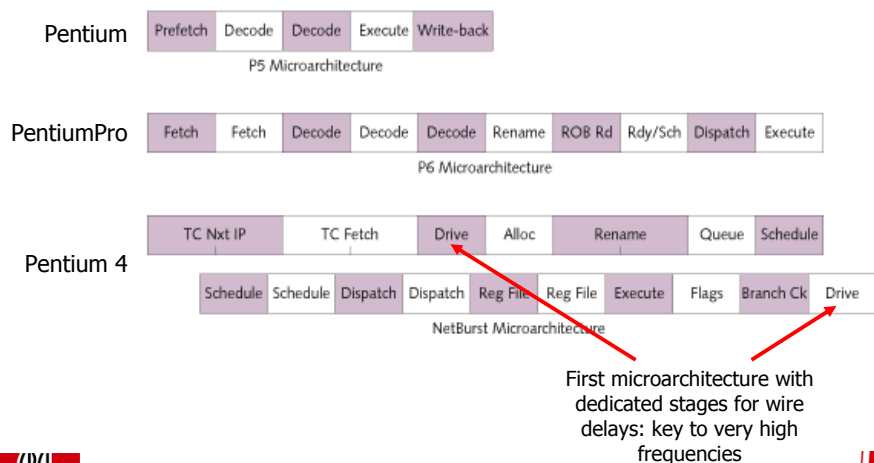 Pentium
Prefetch Decode Decode Execute Write-back
P5 Microarchitecture
PentiumPro
Fetch Fetch Decode Decode Decode Rename ROB Rd Rdy/Sch Dispatch Execute
P6 Microarchitecture
Pentium 4
TC Nxt IP TC Fetch Drive Alloc Rename Queue Schedule
Schedule Schedule Dispatch Dispatch Reg File Reg File Execute Flags Branch Ck Drive
NetBurst Microarchitecture
First microarchitecture with
dedicated stages for wire
delays: key to very high
frequencies